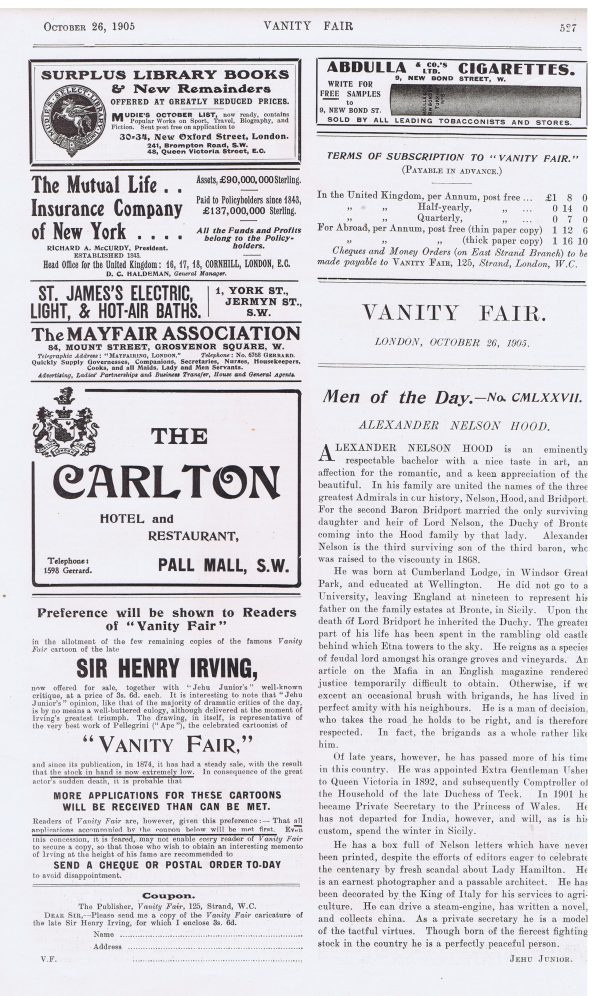 OCTOBER 26, 1905 VANITY FAIR 527
SURPLUS LIBRARY BOOKS
& New Remainders
OFFERED AT GREATLY REDUCED PRICES.
MUDIE'S OCTOBER LIST, now ready, contains
Popular Works on Sport, Travel, Biography, and
Fiction. Sent post free on application to
30-34, New Oxford Street, London.
241, Brompton Road, S.W.
48, Queen Victoria Street, E.C.
MUDIE'S SELECT LIBRARY
The Mutual Life . .
Insurance Company
of New York . . . .
RICHARD A. McCURDY, President.
ESTABLISHED 1843.
Assets, £90,000,000 Sterling.
Paid to Policyholders since 1843,
£137,000,000 Sterling.
All the Funds and Profits
belong to the Policy-
holders.
Head Office for the United Kingdom: 16, 17, 18, CORNHILL, LONDON, E.C.
D. C. HALDEMAN, General Manager.
ST. JAMES'S ELECTRIC,
LIGHT, & HOT-AIR BATHS.
1, YORK ST.,
JERMYN ST.,
S.W.
The MAYFAIR ASSOCIATION
84, MOUNT STREET, GROSVENOR SQUARE, W.
Telegraphic Address: "MAYFAIRING, LONDON." Telephone: No. 6768 GERRARD.
Quickly Supply Governesses, Companions, Secretaries, Nurses, Housekeepers,
Cooks, and all Maids, Lady and Men Servants.
Advertising, Ladies' Partnerships and Business Transfer, House and General Agents.
THE
CARLTON
HOTEL and
RESTAURANT,
Telephone:
1598 Gerrard.
PALL MALL, S.W.
Preference will be shown to Readers
of "Vanity Fair"
in the allotment of the few remaining copies of the famous Vanity
Fair cartoon of the late
SIR HENRY IRVING,
now offered for sale, together with "Jehu Junior's" well-known
critique, at a price of 3s. 6d. each. It is interesting to note that "Jehu
Junior's" opinion, like that of the majority of dramatic critics of the day,
is by no means a well-buttered eulogy, although delivered at the moment of
Irving's greatest triumph. The drawing, in itself, is representative of
the very best work of Pellegrini ("Ape"), the celebrated cartoonist of
"VANITY FAIR,"
and since its publication, in 1874, it has had a steady sale, with the result
that the stock in hand is now extremely low. In consequence of the great
actor's sudden death, it is probable that
MORE APPLICATIONS FOR THESE CARTOONS
WILL BE RECEIVED THAN CAN BE MET.
Readers of Vanity Fair are, however, given this preference:— That all
applications accompanied by the coupon below will be met first. Even
this concession, it is feared, may not enable every reader of Vanity Fair
to secure a copy, so that those who wish to obtain an interesting memento
of Irving at the height of his fame are recommended to
SEND A CHEQUE OR POSTAL ORDER TO-DAY
to avoid disappointment.
Coupon.
The Publisher, Vanity Fair, 125, Strand, W.C.
DEAR SIR,—Please send me a copy of the Vanity Fair caricature of
the late Sir Henry Irving, for which I enclose 3s. 6d.
Name
Address
V.F.
ABDULLA & CO.'S LTD. CIGARETTES.
9, NEW BOND STREET, W.
WRITE FOR
FREE SAMPLES
to
9, NEW BOND ST.
SOLD BY ALL LEADING TOBACCONISTS AND STORES.
TERMS OF SUBSCRIPTION TO "VANITY FAIR."
(PAYABLE IN ADVANCE.)
In the United Kingdom, per Annum, post free ... £1 8 0
" " Half-yearly, " ... 0 14 0
" " Quarterly, " ... 0 7 0
For Abroad, per Annum, post free (thin paper copy) 1 12 6
" " " (thick paper copy) 1 16 10
Cheques and Money Orders (on East Strand Branch) to be
made payable to VANITY FAIR, 125, Strand, London, W.C.
VANITY FAIR.
LONDON, OCTOBER 26, 1905.
Men of the Day.—No. CMLXXVII.
ALEXANDER NELSON HOOD.
ALEXANDER NELSON HOOD is an eminently
respectable bachelor with a nice taste in art, an
affection for the romantic, and a keen appreciation of the
beautiful. In his family are united the names of the three
greatest Admirals in our history, Nelson, Hood, and Bridport.
For the second Baron Bridport married the only surviving
daughter and heir of Lord Nelson, the Duchy of Bronte
coming into the Hood family by that lady. Alexander
Nelson is the third surviving son of the third baron, who
was raised to the viscounty in 1868.
He was born at Cumberland Lodge, in Windsor Great
Park, and educated at Wellington. He did not go to a
University, leaving England at nineteen to represent his
father on the family estates at Bronte, in Sicily. Upon the
death of Lord Bridport he inherited the Duchy. The greater
part of his life has been spent in the rambling old castle
behind which Etna towers to the sky. He reigns as a species
of feudal lord amongst his orange groves and vineyards. An
article on the Mafia in an English magazine rendered
justice temporarily difficult to obtain. Otherwise, if we
except an occasional brush with brigands, he has lived in
perfect amity with his neighbours. He is a man of decision,
who takes the road he holds to be right, and is therefore
respected. In fact, the brigands as a whole rather like
him.
Of late years, however, he has passed more of his time
in this country. He was appointed Extra Gentleman Usher
to Queen Victoria in 1892, and subsequently Comptroller of
the Household of the late Duchess of Teck. In 1901 he
became Private Secretary to the Princess of Wales. He
has not departed for India, however, and will, as is his
custom, spend the winter in Sicily.
He has a box full of Nelson letters which have never
been printed, despite the efforts of editors eager to celebrate
the centenary by fresh scandal about Lady Hamilton. He
is an earnest photographer and a passable architect. He has
been decorated by the King of Italy for his services to agri-
culture. He can drive a steam-engine, has written a novel,
and collects china. As a private secretary he is a model
of the tactful virtues. Though born of the fiercest fighting
stock in the country he is a perfectly peaceful person.
JEHU JUNIOR.